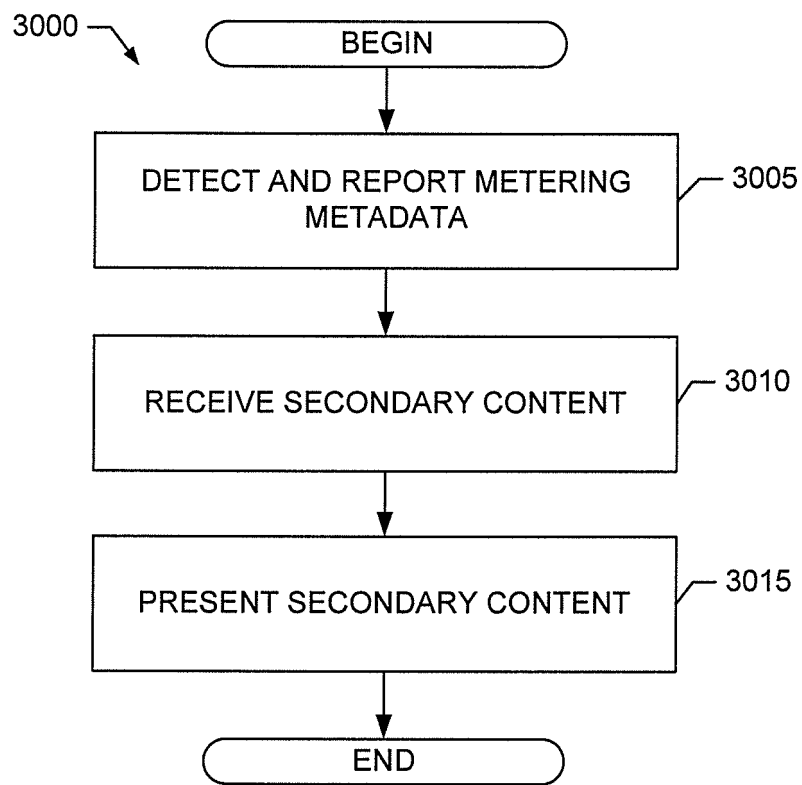 3000
BEGIN
DETECT AND REPORT METERING
METADATA
3005
RECEIVE SECONDARY CONTENT
3010
PRESENT SECONDARY CONTENT
3015
END